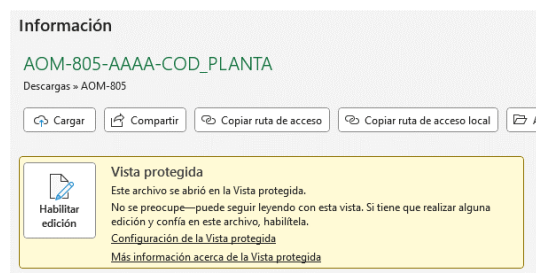 Información
AOM-805-AAAA-COD_PLANTA
Descargas » AOM-805
Cargar
Compartir
Copiar ruta de acceso
Copiar ruta de acceso local
Habilitar
edición
Vista protegida
Este archivo se abrió en la Vista protegida.
No se preocupe—puede seguir leyendo con esta vista. Si tiene que realizar alguna
edición y confía en este archivo, habilítela.
Configuración de la Vista protegida
Más información acerca de la Vista protegida